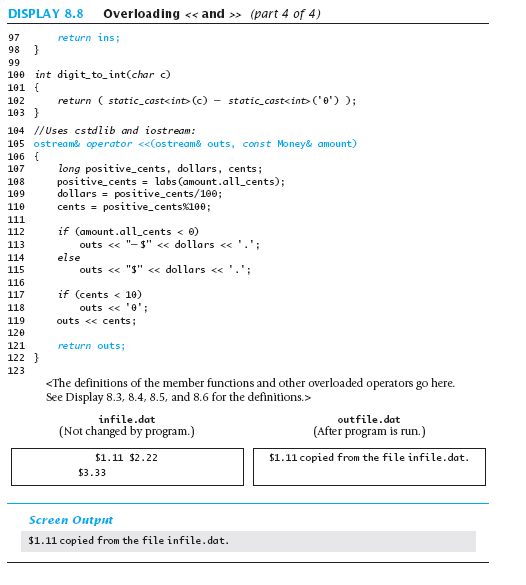 DISPLAY 8.8 Overloading << and >> (part 4 of 4)
97 return ins;
98 }
99
100 int digit_to_int(char c)
101 {
102 return ( static_cast<int>(c) – static_cast<int>('0') );
103 }
104 //Uses cstdlib and iostream:
105 ostream& operator <<(ostream& outs, const Money& amount)
106 {
107 long positive_cents, dollars, cents;
108 positive_cents = labs(amount.all_cents);
109 dollars = positive_cents/100;
110 cents = positive_cents%100;
111
112 if (amount.all_cents < 0)
113 outs << "–$" << dollars << '.';
114 else
115 outs << "$" << dollars << '.';
116
117 if (cents < 10)
118 outs << '0';
119 outs << cents;
120
121 return outs;
122 }
123
<The definitions of the member functions and other overloaded operators go here.
See Display 8.3, 8.4, 8.5, and 8.6 for the definitions.>
infile.dat outfile.dat
(Not changed by program.) (After program is run.)
$1.11 $2.22 $1.11 copied from the file infile.dat.
$3.33
Screen Output
$1.11 copied from the file infile.dat.